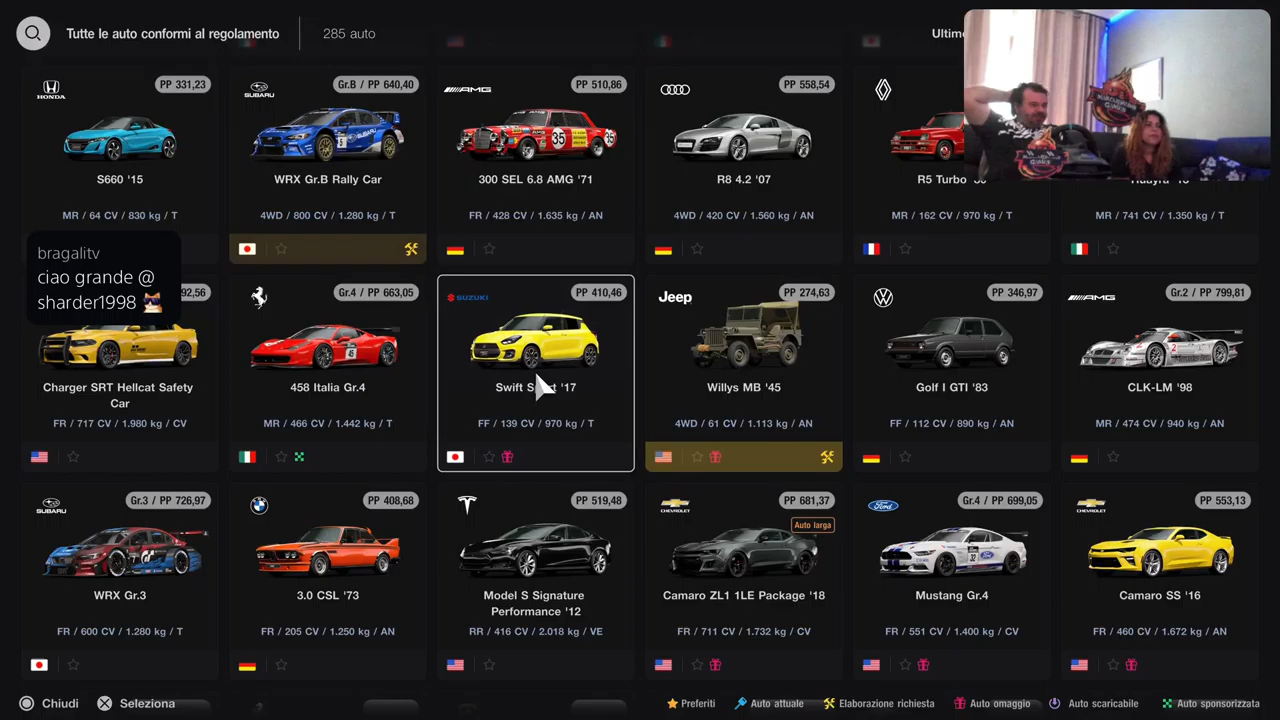 Tutte le auto conformi al regolamento
285 auto
HONDA
PP 331,23
S660 '15
MR / 64 CV / 830 kg / T
SUBARU
Gr.B / PP 640,40
WRX Gr.B Rally Car
4WD / 800 CV / 1.280 kg / T
AMG
PP 510,86
35
300 SEL 6.8 AMG '71
FR / 428 CV / 1.635 kg / AN
PP 558,54
R8 4.2 '07
4WD / 420 CV / 1.560 kg / AN
R5 Turbo
MR / 162 CV / 970 kg / T
MR / 741 CV / 1.350 kg / T
bragalitv
ciao grande @
sharder1998
92,56
Charger SRT Hellcat Safety
Car
FR / 717 CV / 1.980 kg / CV
Gr.4 / PP 663,05
458 Italia Gr.4
MR / 466 CV / 1.442 kg / T
SUZUKI
PP 410,46
Swift '17
FF / 139 CV / 970 kg / T
Jeep
PP 274,63
Willys MB '45
4WD / 61 CV / 1.113 kg / AN
PP 346,97
Golf I GTI '83
FF / 112 CV / 890 kg / AN
AMG
Gr.2 / PP 799,81
CLK-LM '98
MR / 474 CV / 940 kg / AN
SUBARU
Gr.3 / PP 726,97
WRX Gr.3
FR / 600 CV / 1.280 kg / T
PP 408,68
3.0 CSL '73
FR / 205 CV / 1.250 kg / AN
PP 519,48
Model S Signature
Performance '12
RR / 416 CV / 2.018 kg / VE
CHEVROLET
PP 681,37
Auto larga
Camaro ZL1 1LE Package '18
FR / 711 CV / 1.732 kg / CV
Ford
Gr.4 / PP 699,05
32
Mustang Gr.4
FR / 551 CV / 1.400 kg / CV
CHEVROLET
PP 553,13
Camaro SS '16
FR / 460 CV / 1.672 kg / AN
Chiudi
Seleziona
Preferiti
Auto attuale
Elaborazione richiesta
Auto omaggio
Auto scaricabile
Auto sponsorizzata